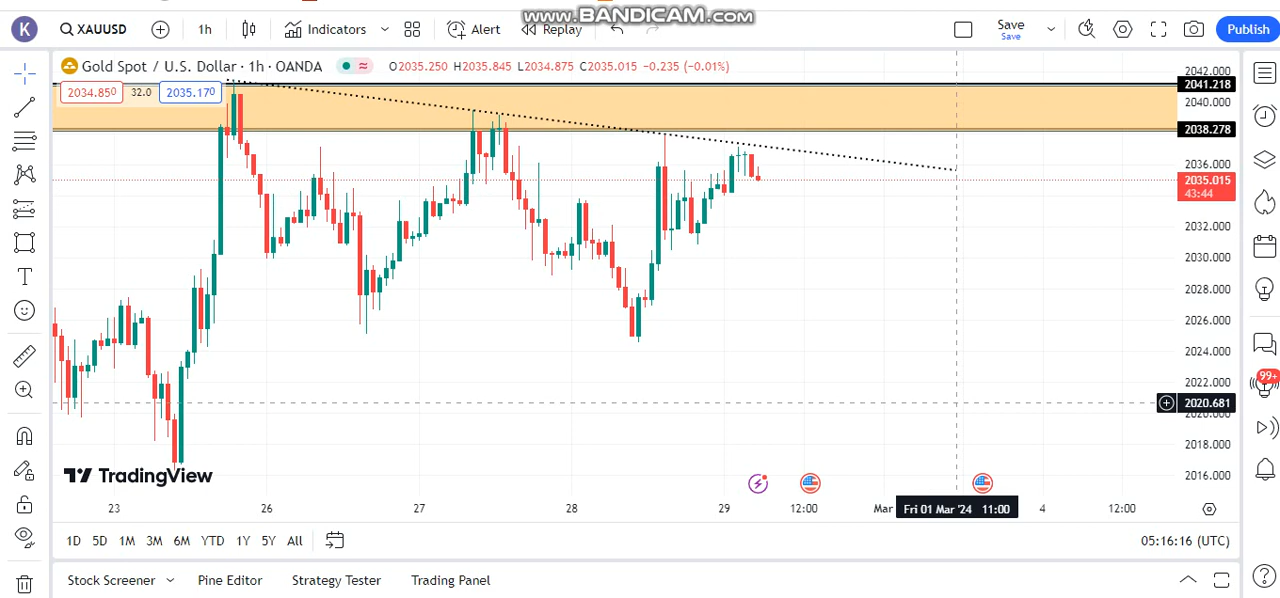 www.BANDICAM.com
K XAUUSD 1h Indicators Alert Replay Save Publish
Save
Gold Spot / U.S. Dollar · 1h · OANDA O2035.250 H2035.845 L2034.875 C2035.015 -0.235 (-0.01%)
2034.850 32.0 2035.170
2042.000
2041.218
2040.000
2038.278
2036.000
2035.015
43:44
2032.000
2030.000
2028.000
2026.000
2024.000
2022.000
2020.681
2018.000
2016.000
99+
TradingView
23 26 27 28 29 12:00 Mar Fri 01 Mar '24 11:00 4 12:00
1D 5D 1M 3M 6M YTD 1Y 5Y All 05:16:16 (UTC)
Stock Screener Pine Editor Strategy Tester Trading Panel